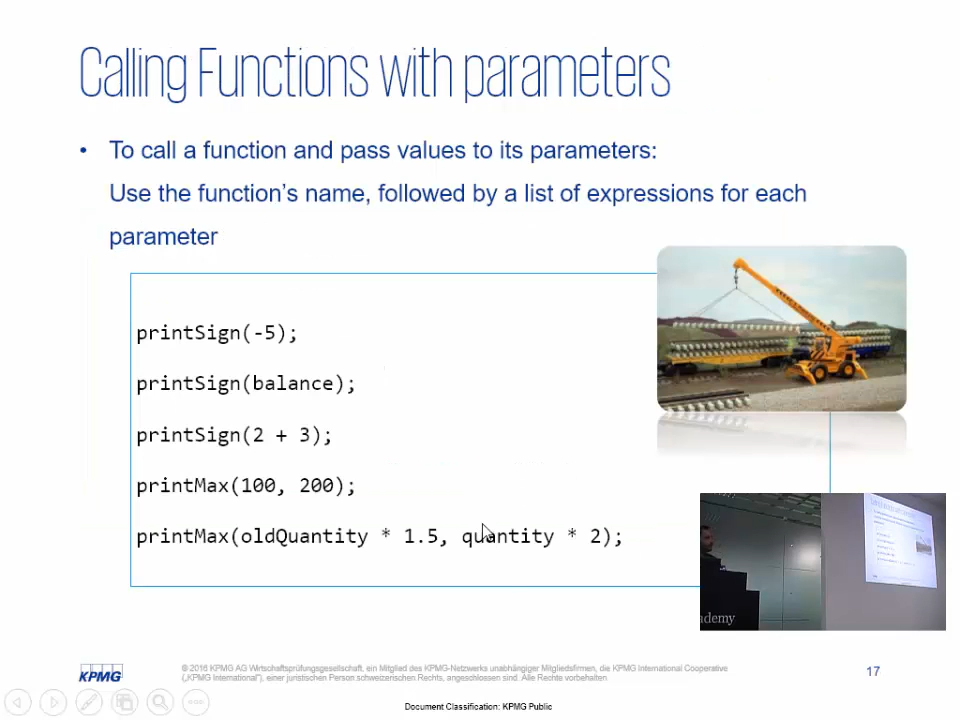 Calling Functions with parameters
• To call a function and pass values to its parameters:
Use the function's name, followed by a list of expressions for each
parameter
printSign(-5);
printSign(balance);
printSign(2 + 3);
printMax(100, 200);
printMax(oldQuantity * 1.5, quantity * 2);
demy
KPMG
© 2016 KPMG AG Wirtschaftsprüfungsgesellschaft, ein Mitglied des KPMG-Netzwerks unabhängiger Mitgliedsfirmen, die KPMG International Cooperative
(„KPMG International"), einer juristischen Person schweizerischen Rechts, angeschlossen sind. Alle Rechte vorbehalten.
17
Document Classification: KPMG Public